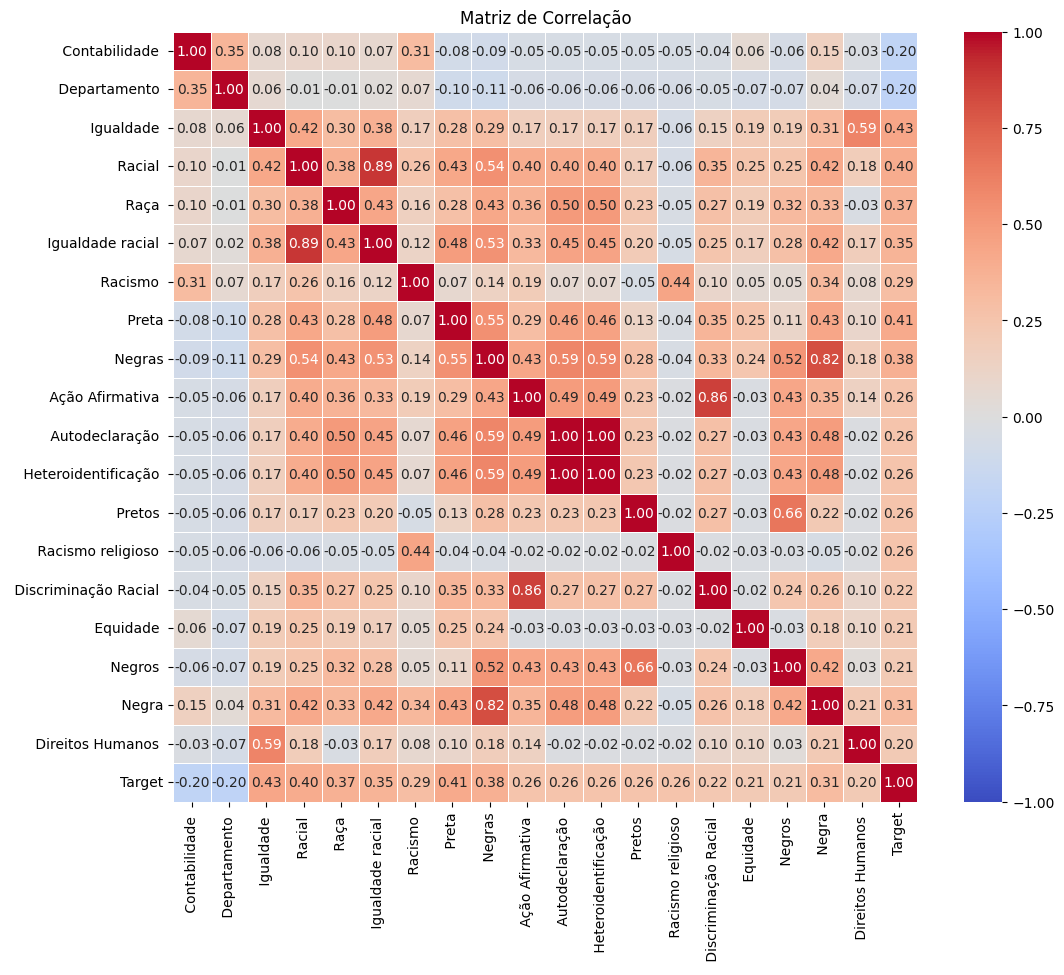 Matriz de Correlação
Contabilidade 1.00 0.35 0.08 0.10 0.10 0.07 0.31 -0.08 -0.09 -0.05 -0.05 -0.05 -0.05 -0.05 -0.04 0.06 -0.06 0.15 -0.03 -0.20
Departamento 0.35 1.00 0.06 -0.01 -0.01 0.02 0.07 -0.10 -0.11 -0.06 -0.06 -0.06 -0.06 -0.06 -0.05 -0.07 -0.07 0.04 -0.07 -0.20
Igualdade 0.08 0.06 1.00 0.42 0.30 0.38 0.17 0.28 0.29 0.17 0.17 0.17 0.17 -0.06 0.15 0.19 0.19 0.31 0.59 0.43
Racial 0.10 -0.01 0.42 1.00 0.38 0.89 0.26 0.43 0.54 0.40 0.40 0.40 0.17 -0.06 0.35 0.25 0.25 0.42 0.18 0.40
Raça 0.10 -0.01 0.30 0.38 1.00 0.43 0.16 0.28 0.43 0.36 0.50 0.50 0.23 -0.05 0.27 0.19 0.32 0.33 -0.03 0.37
Igualdade racial 0.07 0.02 0.38 0.89 0.43 1.00 0.12 0.48 0.53 0.33 0.45 0.45 0.20 -0.05 0.25 0.17 0.28 0.42 0.17 0.35
Racismo 0.31 0.07 0.17 0.26 0.16 0.12 1.00 0.07 0.14 0.19 0.07 0.07 -0.05 0.44 0.10 0.05 0.05 0.34 0.08 0.29
Preta -0.08 -0.10 0.28 0.43 0.28 0.48 0.07 1.00 0.55 0.29 0.46 0.46 0.13 -0.04 0.35 0.25 0.11 0.43 0.10 0.41
Negras -0.09 -0.11 0.29 0.54 0.43 0.53 0.14 0.55 1.00 0.43 0.59 0.59 0.28 -0.04 0.33 0.24 0.52 0.82 0.18 0.38
Ação Afirmativa -0.05 -0.06 0.17 0.40 0.36 0.33 0.19 0.29 0.43 1.00 0.49 0.49 0.23 -0.02 0.86 -0.03 0.43 0.35 0.14 0.26
Autodeclaração -0.05 -0.06 0.17 0.40 0.50 0.45 0.07 0.46 0.59 0.49 1.00 1.00 0.23 -0.02 0.27 -0.03 0.43 0.48 -0.02 0.26
Heteroidentificação -0.05 -0.06 0.17 0.40 0.50 0.45 0.07 0.46 0.59 0.49 1.00 1.00 0.23 -0.02 0.27 -0.03 0.43 0.48 -0.02 0.26
Pretos -0.05 -0.06 0.17 0.17 0.23 0.20 -0.05 0.13 0.28 0.23 0.23 0.23 1.00 -0.02 0.27 -0.03 0.66 0.22 -0.02 0.26
Racismo religioso -0.05 -0.06 -0.06 -0.06 -0.05 -0.05 0.44 -0.04 -0.04 -0.02 -0.02 -0.02 -0.02 1.00 -0.02 -0.03 -0.03 -0.05 -0.02 0.26
Discriminação Racial -0.04 -0.05 0.15 0.35 0.27 0.25 0.10 0.35 0.33 0.86 0.27 0.27 0.27 -0.02 1.00 -0.02 0.24 0.26 0.10 0.22
Equidade 0.06 -0.07 0.19 0.25 0.19 0.17 0.05 0.25 0.24 -0.03 -0.03 -0.03 -0.03 -0.03 -0.02 1.00 -0.03 0.18 0.10 0.21
Negros -0.06 -0.07 0.19 0.25 0.32 0.28 0.05 0.11 0.52 0.43 0.43 0.43 0.66 -0.03 0.24 -0.03 1.00 0.42 0.03 0.21
Negra 0.15 0.04 0.31 0.42 0.33 0.42 0.34 0.43 0.82 0.35 0.48 0.48 0.22 -0.05 0.26 0.18 0.42 1.00 0.21 0.31
Direitos Humanos -0.03 -0.07 0.59 0.18 -0.03 0.17 0.08 0.10 0.18 0.14 -0.02 -0.02 -0.02 -0.02 0.10 0.10 0.03 0.21 1.00 0.20
Target -0.20 -0.20 0.43 0.40 0.37 0.35 0.29 0.41 0.38 0.26 0.26 0.26 0.26 0.26 0.22 0.21 0.21 0.31 0.20 1.00
Contabilidade
Departamento
Igualdade
Racial
Raça
Igualdade racial
Racismo
Preta
Negras
Ação Afirmativa
Autodeclaração
Heteroidentificação
Pretos
Racismo religioso
Discriminação Racial
Equidade
Negros
Negra
Direitos Humanos
Target
1.00
0.75
0.50
0.25
0.00
−0.25
−0.50
−0.75
−1.00